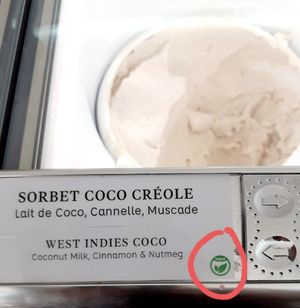 SORBET COCO CRÉOLE
Lait de Coco, Cannelle, Muscade
WEST INDIES COCO
Coconut Milk, Cinnamon & Nutmeg